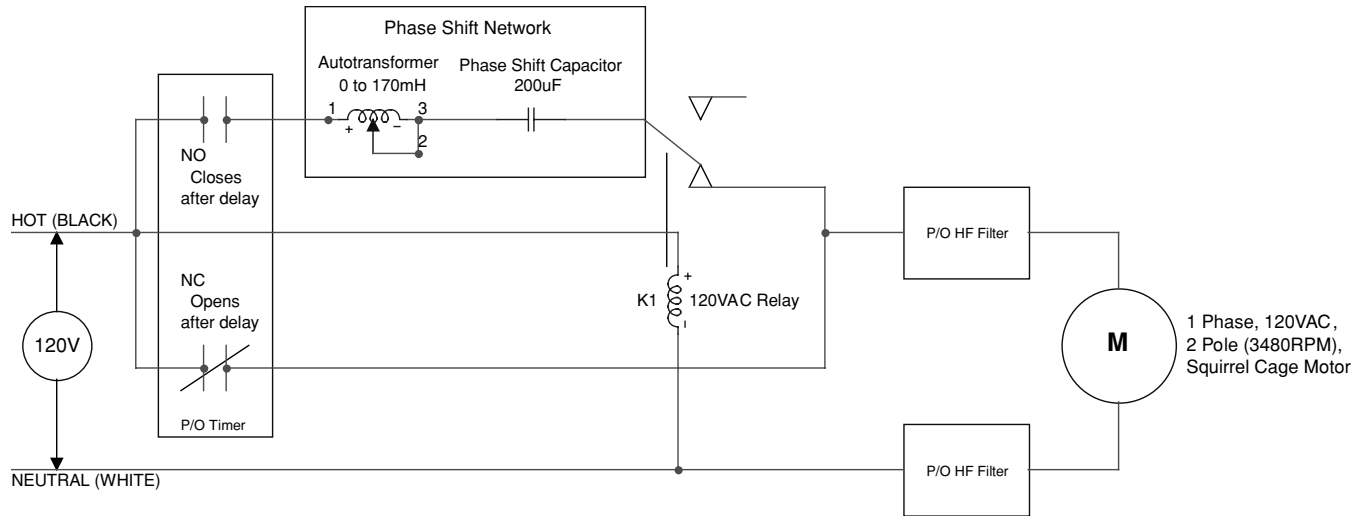 Phase Shift Network
Autotransformer
0 to 170mH
Phase Shift Capacitor
200uF
1
3
+
−
2
NO
Closes
after delay
HOT (BLACK)
P/O HF Filter
NC
Opens
after delay
K1
+
-
120VAC Relay
120V
M
1 Phase, 120VAC,
2 Pole (3480RPM),
Squirrel Cage Motor
P/O Timer
P/O HF Filter
NEUTRAL (WHITE)